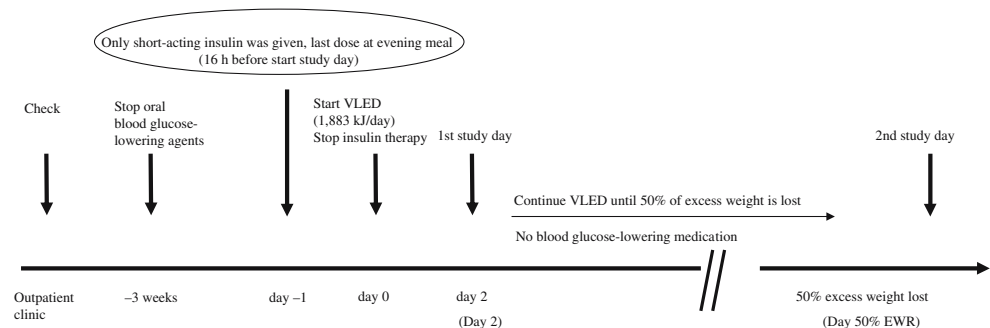 Only short-acting insulin was given, last dose at evening meal
(16 h before start study day)
Check
Stop oral
blood glucose-
lowering agents
Start VLED
(1,883 kJ/day)
Stop insulin therapy
1st study day
2nd study day
Continue VLED until 50% of excess weight is lost
No blood glucose-lowering medication
Outpatient
clinic
–3 weeks
day –1
day 0
day 2
(Day 2)
50% excess weight lost
(Day 50% EWR)